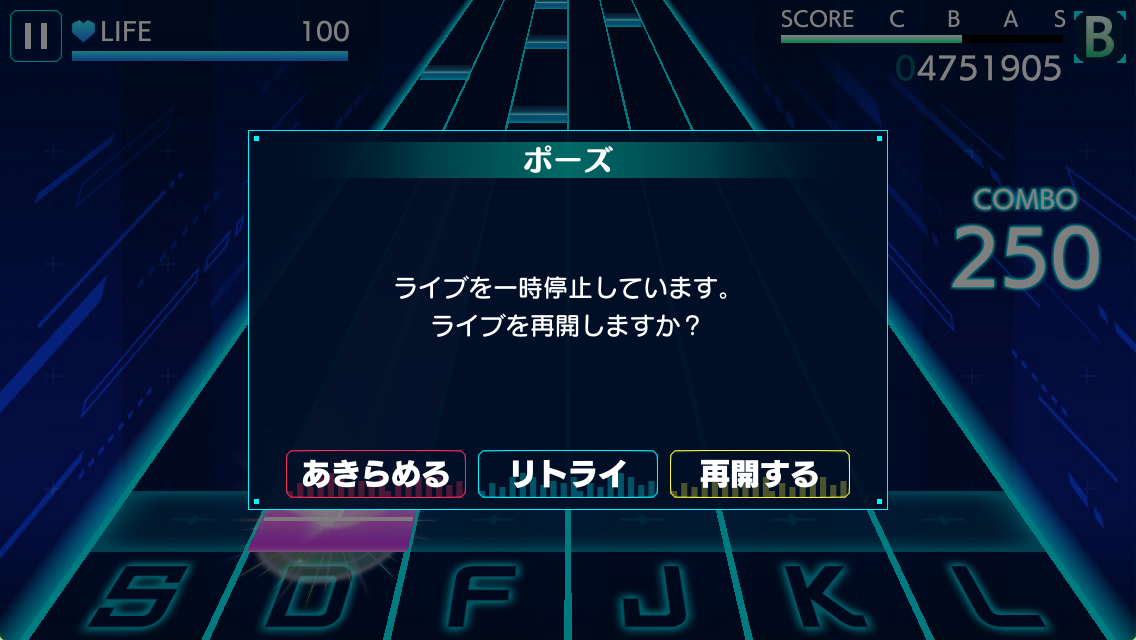 LIFE 100
SCORE C B A S
B
04751905
ポーズ
COMBO
250
ライブを一時停止しています。
ライブを再開しますか？
あきらめる リトライ 再開する
S D F J K L